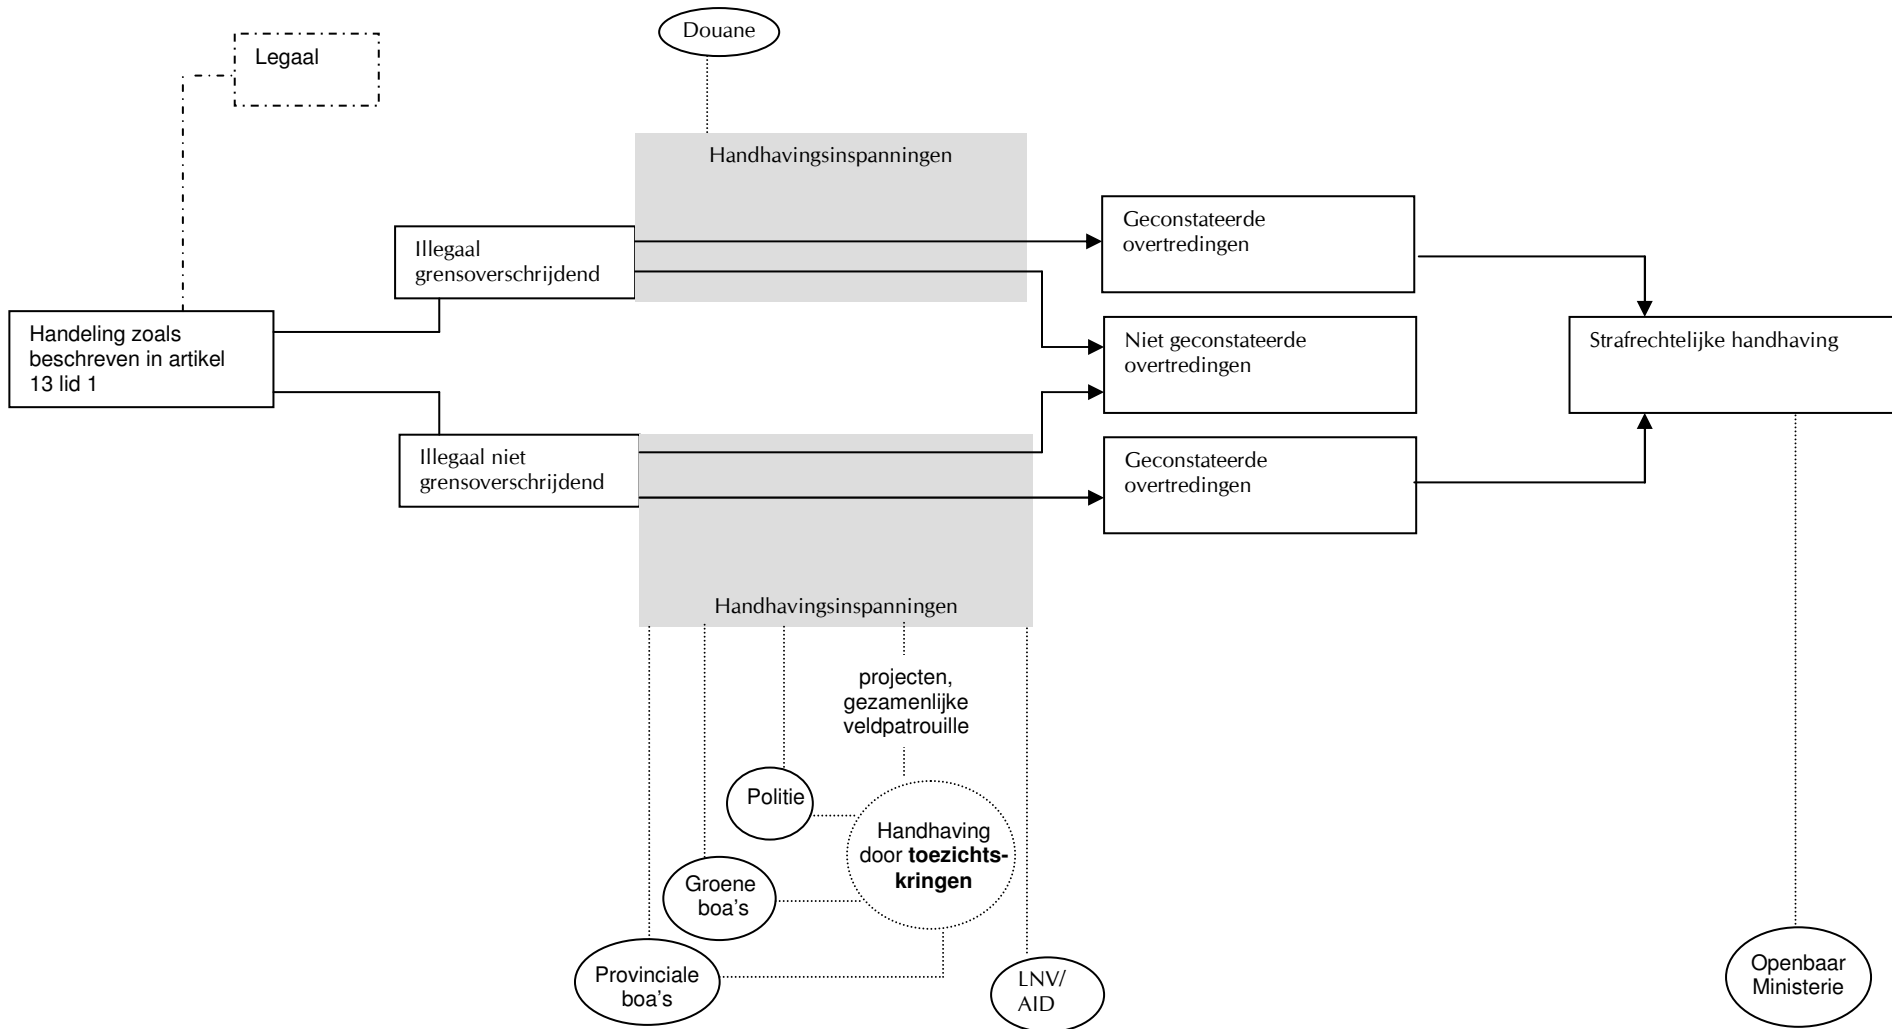 Douane
Legaal
Handhavingsinspanningen
Geconstateerde
overtredingen
Illegaal
grensoverschrijdend
Handeling zoals
beschreven in artikel
13 lid 1
Niet geconstateerde
overtredingen
Strafrechtelijke handhaving
Illegaal niet
grensoverschrijdend
Geconstateerde
overtredingen
Handhavingsinspanningen
projecten,
gezamenlijke
veldpatrouille
Politie
Handhaving
door toezichts-
kringen
Groene
boa's
Provinciale
boa's
LNV/
AID
Openbaar
Ministerie